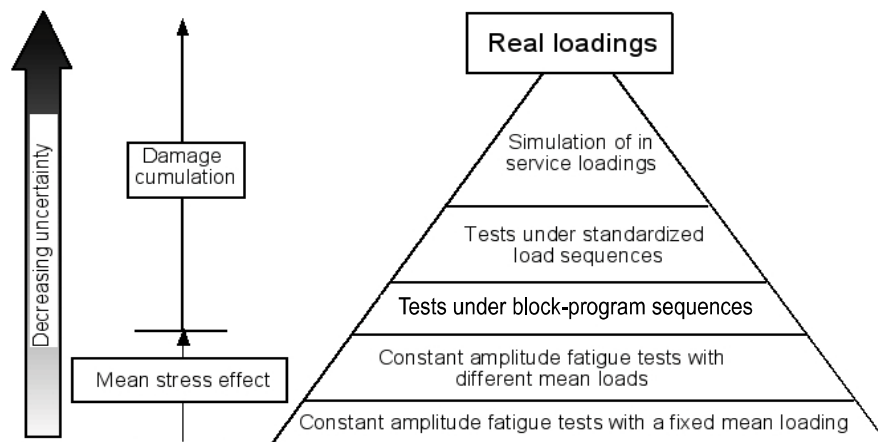 Real loadings
Simulation of in
service loadings
Damage
cumulation
Decreasing uncertainty
Tests under standardized
load sequences
Tests under block-program sequences
Mean stress effect
Constant amplitude fatigue tests with
different mean loads
Constant amplitude fatigue tests with a fixed mean loading